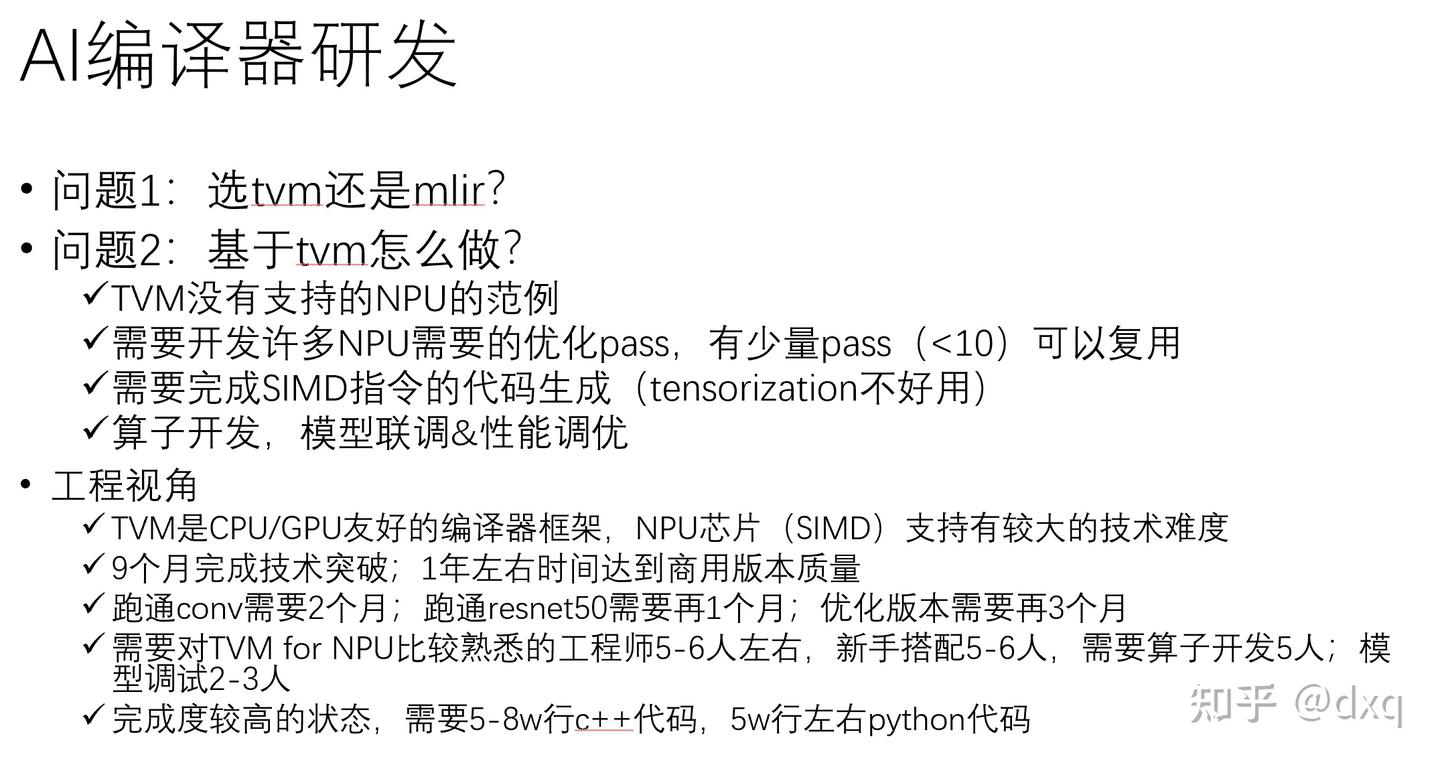 AI编译器研发
• 问题1：选tvm还是mlir？
• 问题2：基于tvm怎么做？
✓TVM没有支持的NPU的范例
✓需要开发许多NPU需要的优化pass，有少量pass（<10）可以复用
✓需要完成SIMD指令的代码生成（tensorization不好用）
✓算子开发，模型联调&性能调优
• 工程视角
✓TVM是CPU/GPU友好的编译器框架，NPU芯片（SIMD）支持有较大的技术难度
✓9个月完成技术突破；1年左右时间达到商用版本质量
✓跑通conv需要2个月；跑通resnet50需要再1个月；优化版本需要再3个月
✓需要对TVM for NPU比较熟悉的工程师5-6人左右，新手搭配5-6人，需要算子开发5人；模
型调试2-3人
✓完成度较高的状态，需要5-8w行c++代码，5w行左右python代码
知乎 @dxq